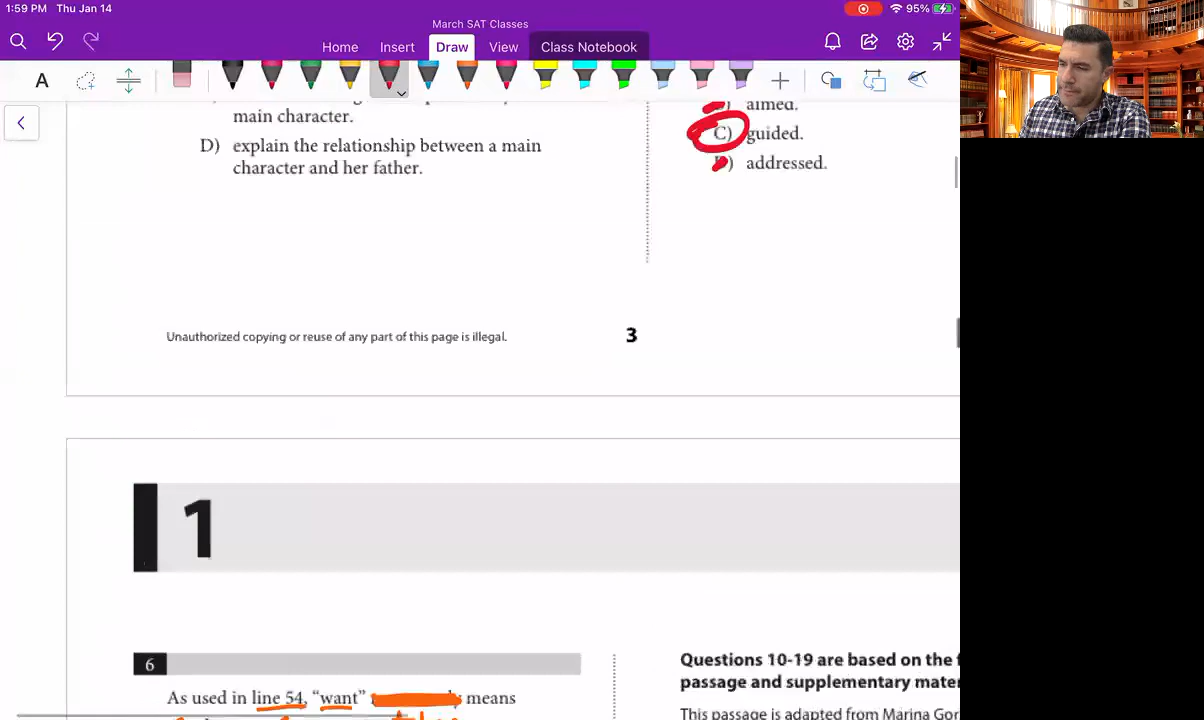 1:59 PM Thu Jan 14
95%
March SAT Classes
Home Insert Draw View Class Notebook
A
main character.
D) explain the relationship between a main
character and her father.
aimed.
C) guided.
D) addressed.
Unauthorized copying or reuse of any part of this page is illegal.
3
1
6
As used in line 54, "want" means
Questions 10-19 are based on the
passage and supplementary
This passage is adapted from Marina